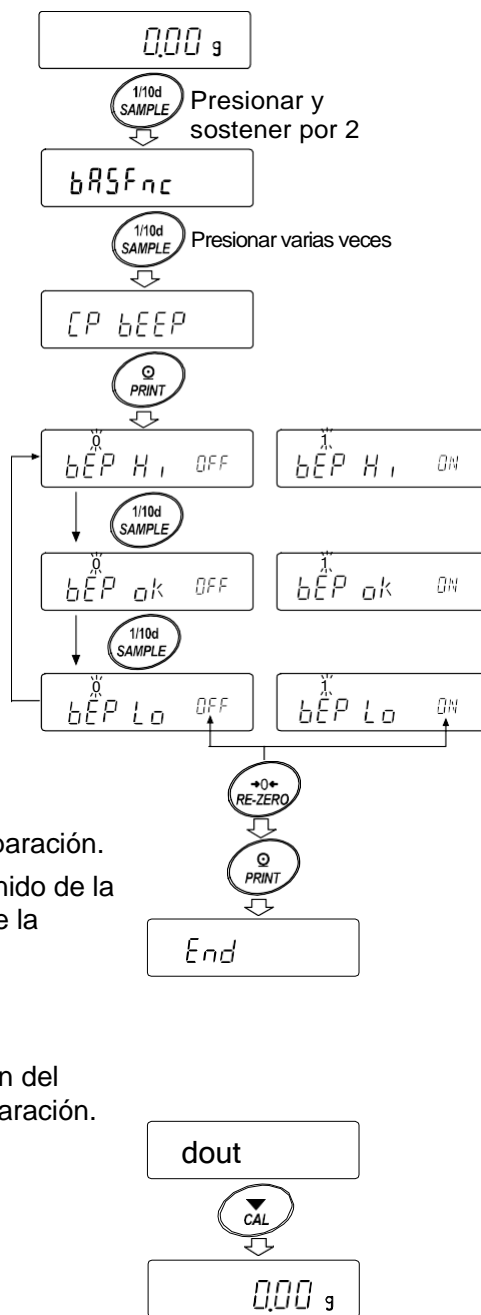 0.00 g
1/10d
SAMPLE
Presionar y
sostener por 2
bASFnc
1/10d
SAMPLE
Presionar varias veces
CP bEEP
PRINT
0
bEP Hi OFF
1
bEP Hi ON
1/10d
SAMPLE
0
bEP ok OFF
1
bEP ok ON
1/10d
SAMPLE
0
bEP Lo OFF
1
bEP Lo ON
→0←
RE-ZERO
paración.
nido de la
e la
PRINT
End
n del
paración.
dout
CAL
0.00 g